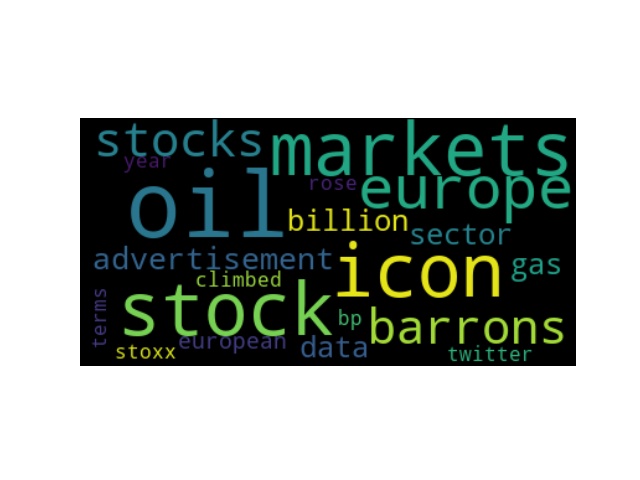 stocks markets
year
oil rose europe
billion sector
advertisement icon gas
climbed
terms stock bp barrons
european data
stoxx twitter